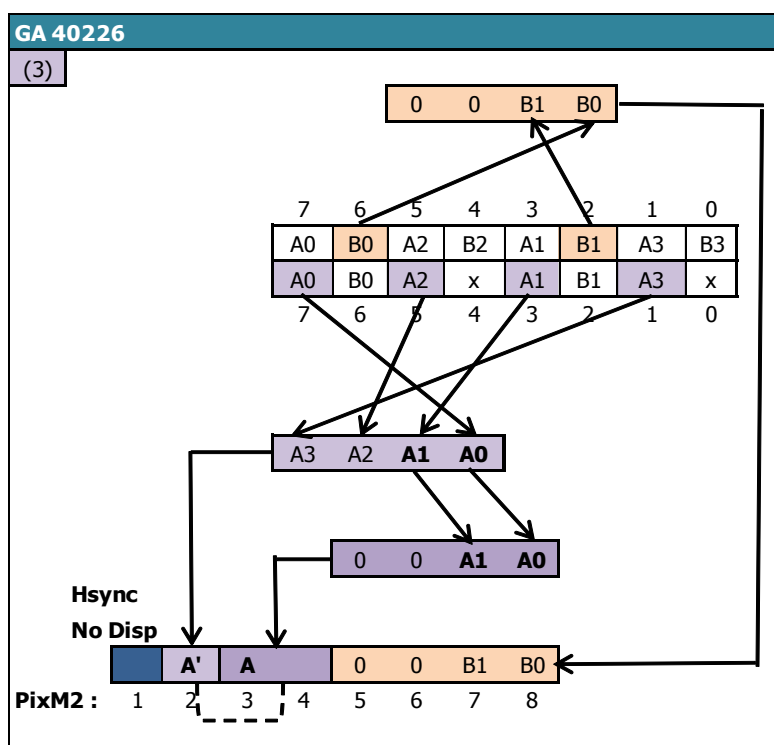 GA 40226
(3)
0 0 B1 B0
7 6 5 4 3 2 1 0
A0 B0 A2 B2 A1 B1 A3 B3
A0 B0 A2 x A1 B1 A3 x
7 6 5 4 3 2 1 0
A3 A2 A1 A0
0 0 A1 A0
Hsync
No Disp
A' A 0 0 B1 B0
PixM2 : 1 2 3 4 5 6 7 8